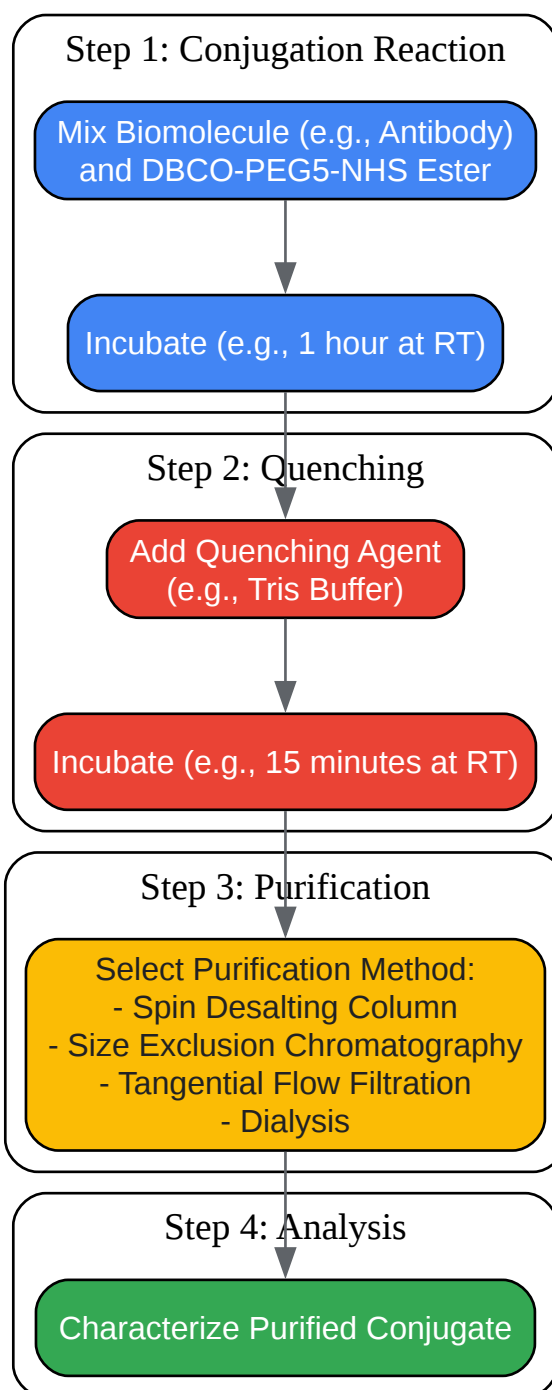 Step 1: Conjugation Reaction
Mix Biomolecule (e.g., Antibody)
and DBCO-PEG5-NHS Ester
Incubate (e.g., 1 hour at RT)
Step 2: Quenching
Add Quenching Agent
(e.g., Tris Buffer)
Incubate (e.g., 15 minutes at RT)
Step 3: Purification
Select Purification Method:
- Spin Desalting Column
- Size Exclusion Chromatography
- Tangential Flow Filtration
- Dialysis
Step 4: Analysis
Characterize Purified Conjugate